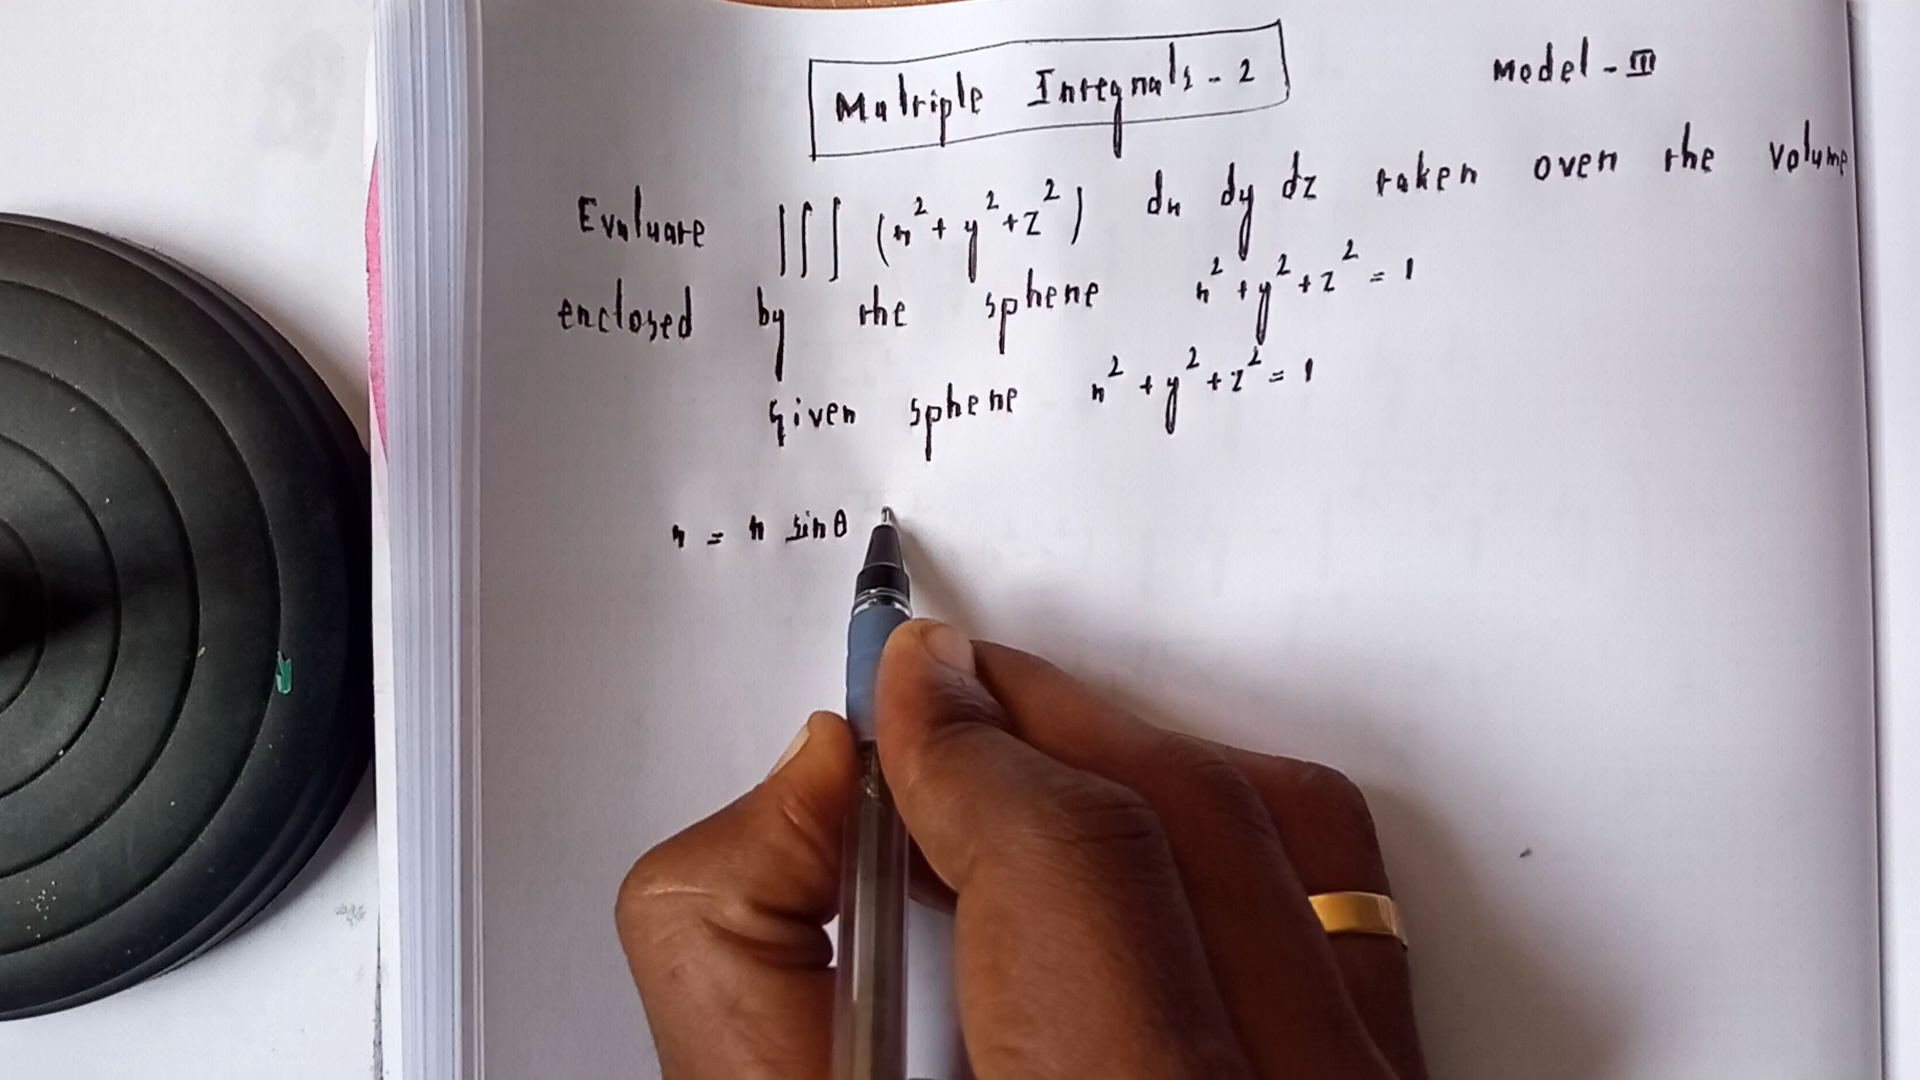 Multiple Integrals - 2
Model - III
Evaluate ∫∫∫ (x² + y² + z²) dx dy dz taken over the volume
enclosed by the sphere x² + y² + z² = 1
Given sphere x² + y² + z² = 1
x = r sinθ